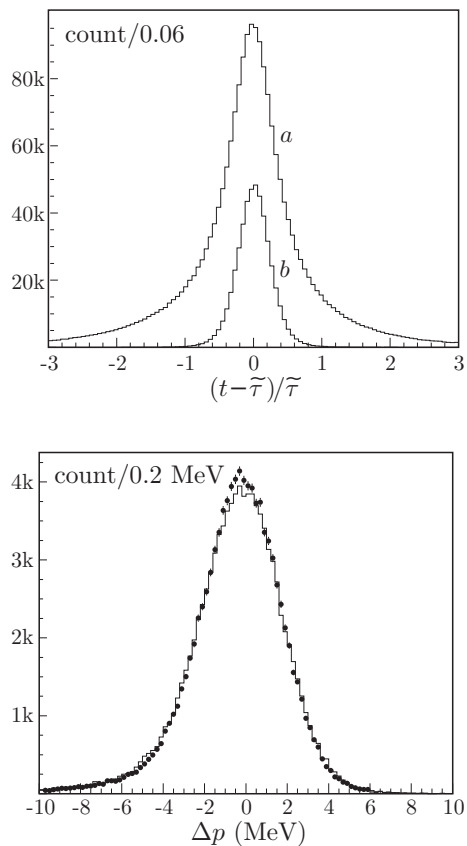 count/0.06
80k
60k
40k
20k
a
b
-3 -2 -1 0 1 2 3
(t−τ̃)/τ̃
count/0.2 MeV
4k
3k
2k
1k
-10 -8 -6 -4 -2 0 2 4 6 8 10
Δp (MeV)